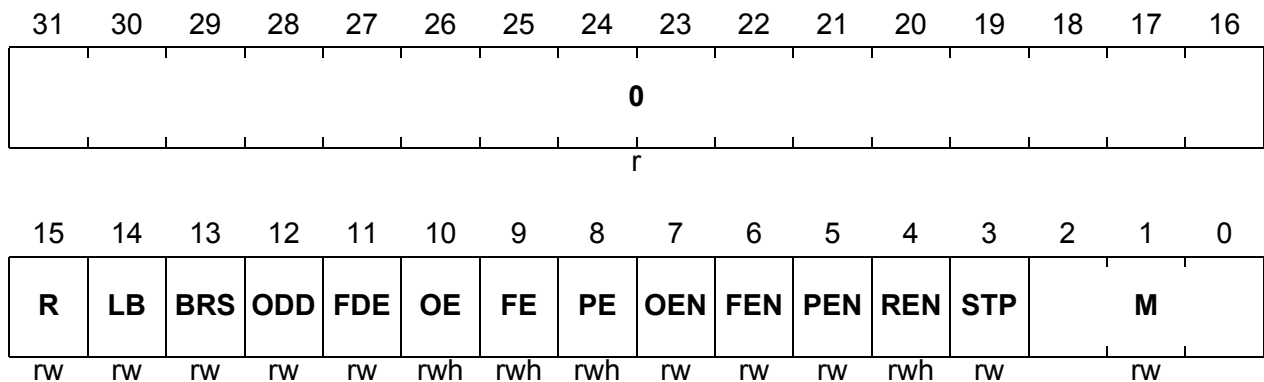 31 30 29 28 27 26 25 24 23 22 21 20 19 18 17 16
0
r
15 14 13 12 11 10 9 8 7 6 5 4 3 2 1 0
R LB BRS ODD FDE OE FE PE OEN FEN PEN REN STP M
rw rw rw rw rw rwh rwh rwh rw rw rw rwh rw rw